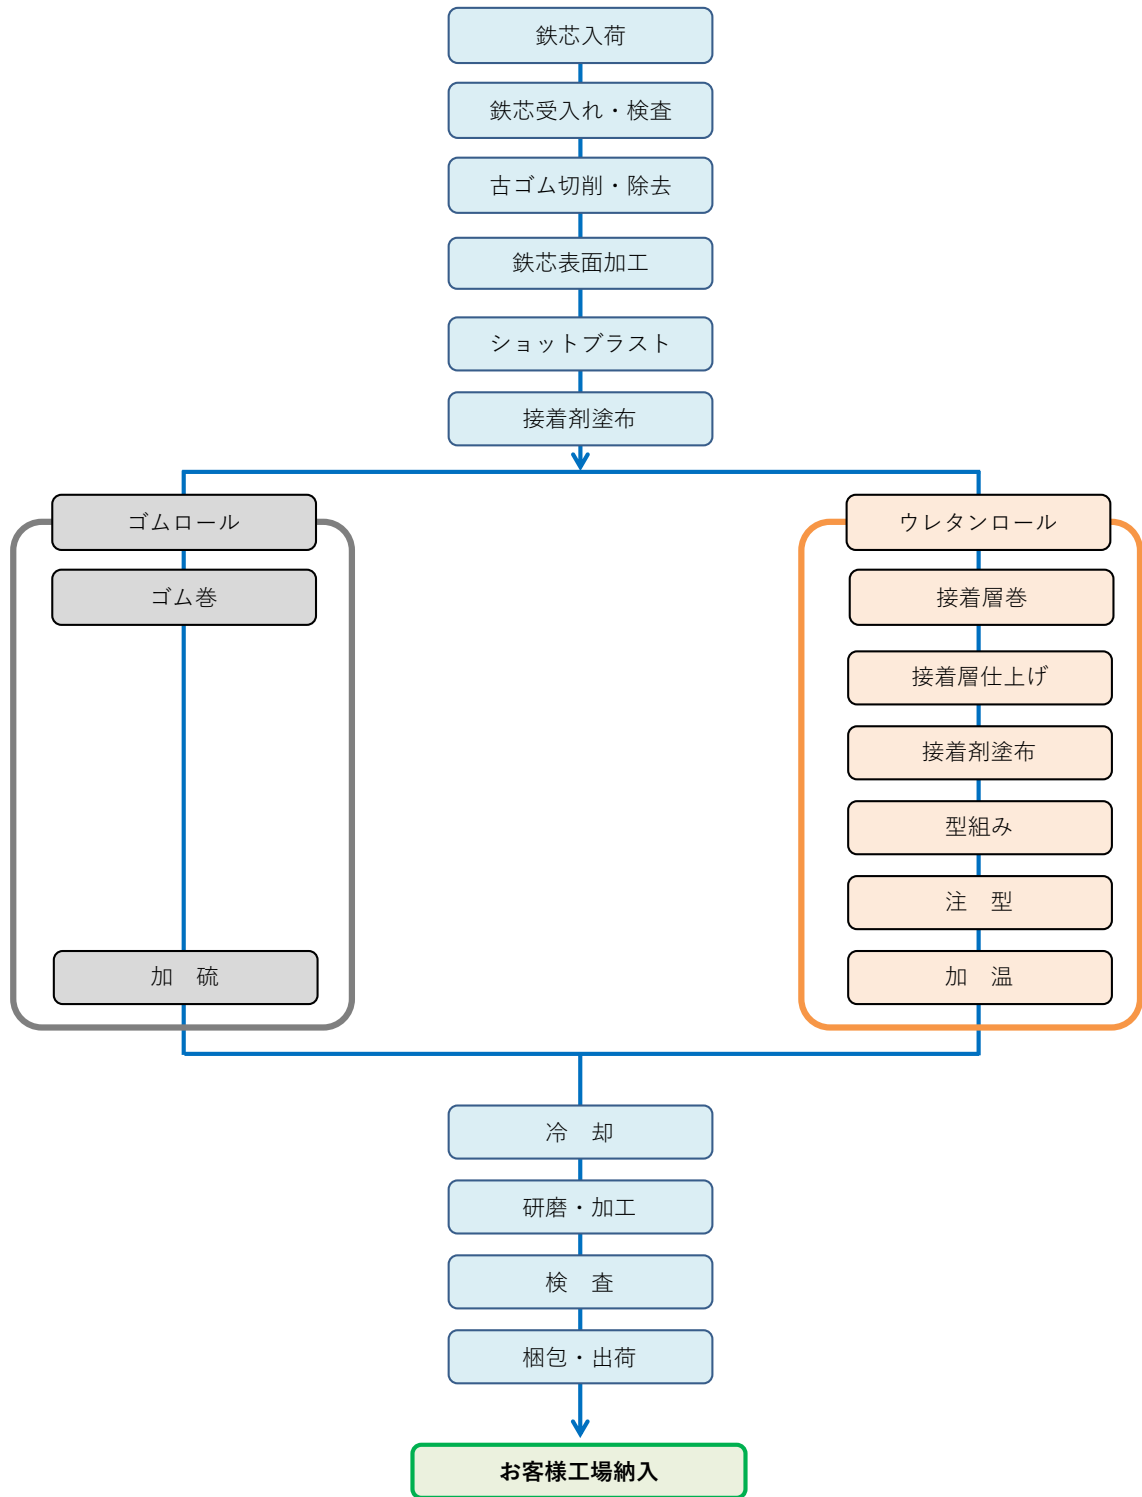 鉄芯入荷
鉄芯受入れ・検査
古ゴム切削・除去
鉄芯表面加工
ショットブラスト
接着剤塗布
ゴムロール
ゴム巻
加　硫
ウレタンロール
接着層巻
接着層仕上げ
接着剤塗布
型組み
注　型
加　温
冷　却
研磨・加工
検　査
梱包・出荷
お客様工場納入